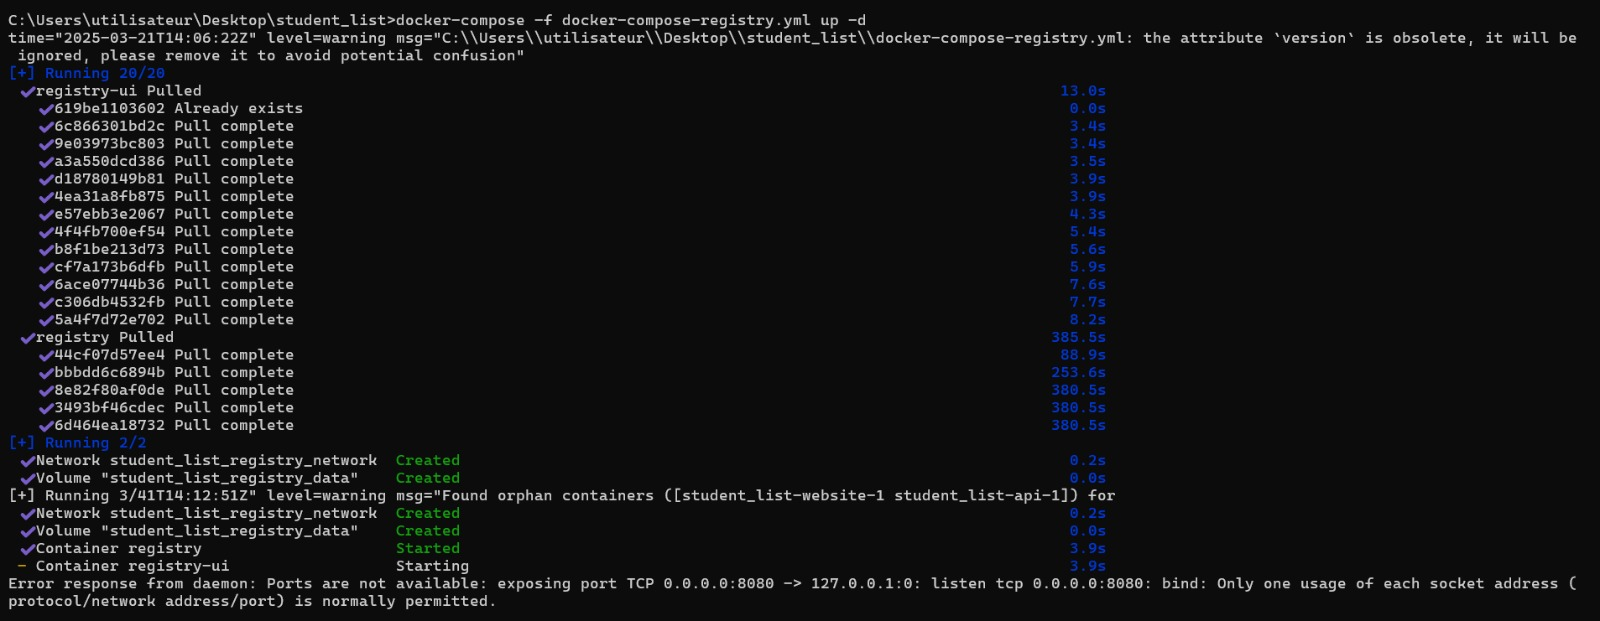 C:\Users\utilisateur\Desktop\student_list>docker-compose -f docker-compose-registry.yml up -d
time="2025-03-21T14:06:22Z" level=warning msg="C:\\Users\\utilisateur\\Desktop\\student_list\\docker-compose-registry.yml: the attribute `version` is obsolete, it will be
ignored, please remove it to avoid potential confusion"
[+] Running 20/20
✔registry-ui Pulled 13.0s
✔619be1103602 Already exists 0.0s
✔6c866301bd2c Pull complete 3.4s
✔9e03973bc803 Pull complete 3.4s
✔a3a550dcd386 Pull complete 3.5s
✔d18780149b81 Pull complete 3.9s
✔4ea31a8fb875 Pull complete 3.9s
✔e57ebb3e2067 Pull complete 4.3s
✔4f4fb700ef54 Pull complete 5.4s
✔b8f1be213d73 Pull complete 5.6s
✔cf7a173b6dfb Pull complete 5.9s
✔6ace07744b36 Pull complete 7.6s
✔c306db4532fb Pull complete 7.7s
✔5a4f7d72e702 Pull complete 8.2s
✔registry Pulled 385.5s
✔44cf07d57ee4 Pull complete 88.9s
✔bbbdd6c6894b Pull complete 253.6s
✔8e82f80af0de Pull complete 380.5s
✔3493bf46cdec Pull complete 380.5s
✔6d464ea18732 Pull complete 380.5s
[+] Running 2/2
✔Network student_list_registry_network Created 0.2s
✔Volume "student_list_registry_data" Created 0.0s
[+] Running 3/41T14:12:51Z" level=warning msg="Found orphan containers ([student_list-website-1 student_list-api-1]) for
✔Network student_list_registry_network Created 0.2s
✔Volume "student_list_registry_data" Created 0.0s
✔Container registry Started 3.9s
- Container registry-ui Starting 3.9s
Error response from daemon: Ports are not available: exposing port TCP 0.0.0.0:8080 -> 127.0.0.1:0: listen tcp 0.0.0.0:8080: bind: Only one usage of each socket address (
protocol/network address/port) is normally permitted.